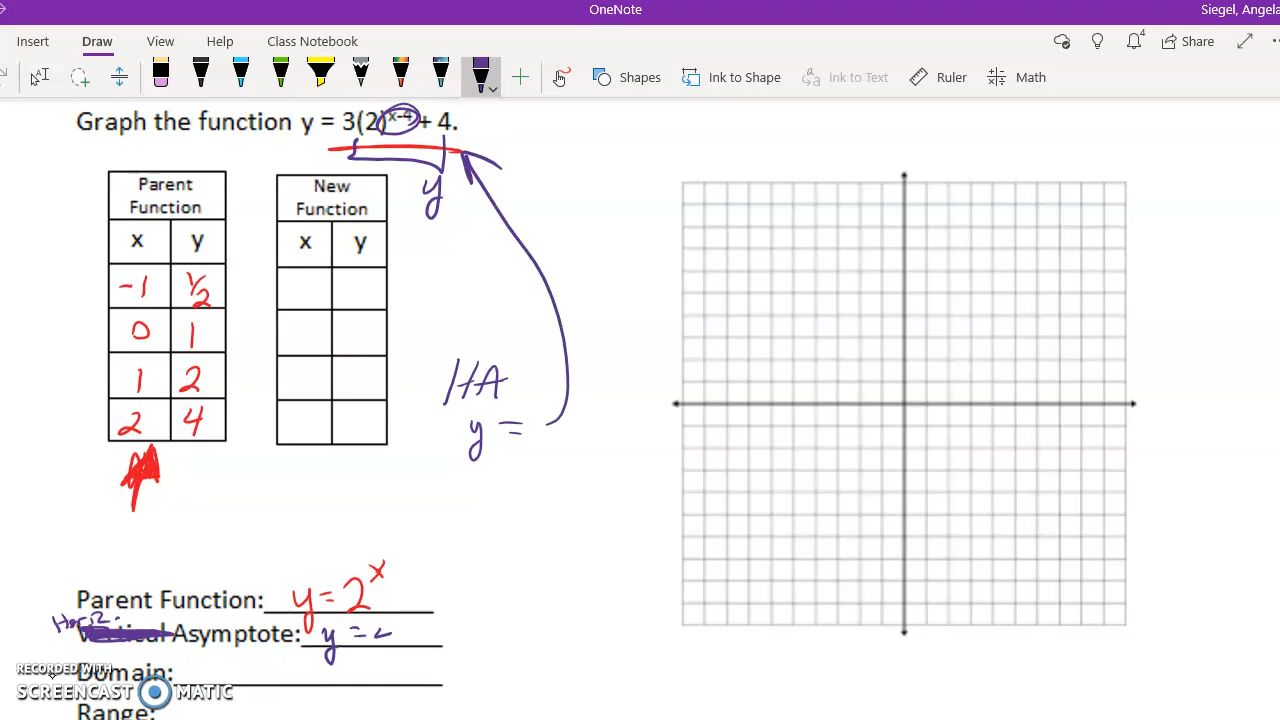 OneNote
Siegel, Angela
Insert Draw View Help Class Notebook
4 Share
Shapes Ink to Shape Ink to Text Ruler Math
Graph the function y = 3(2)^(x-4) + 4.
y
Parent Function
x y
-1 1/2
0 1
1 2
2 4
New Function
x y
HA
y =
Parent Function: y = 2^x
Horiz. Asymptote: y =
Domain:
Range:
RECORDED WITH
SCREENCAST MATIC